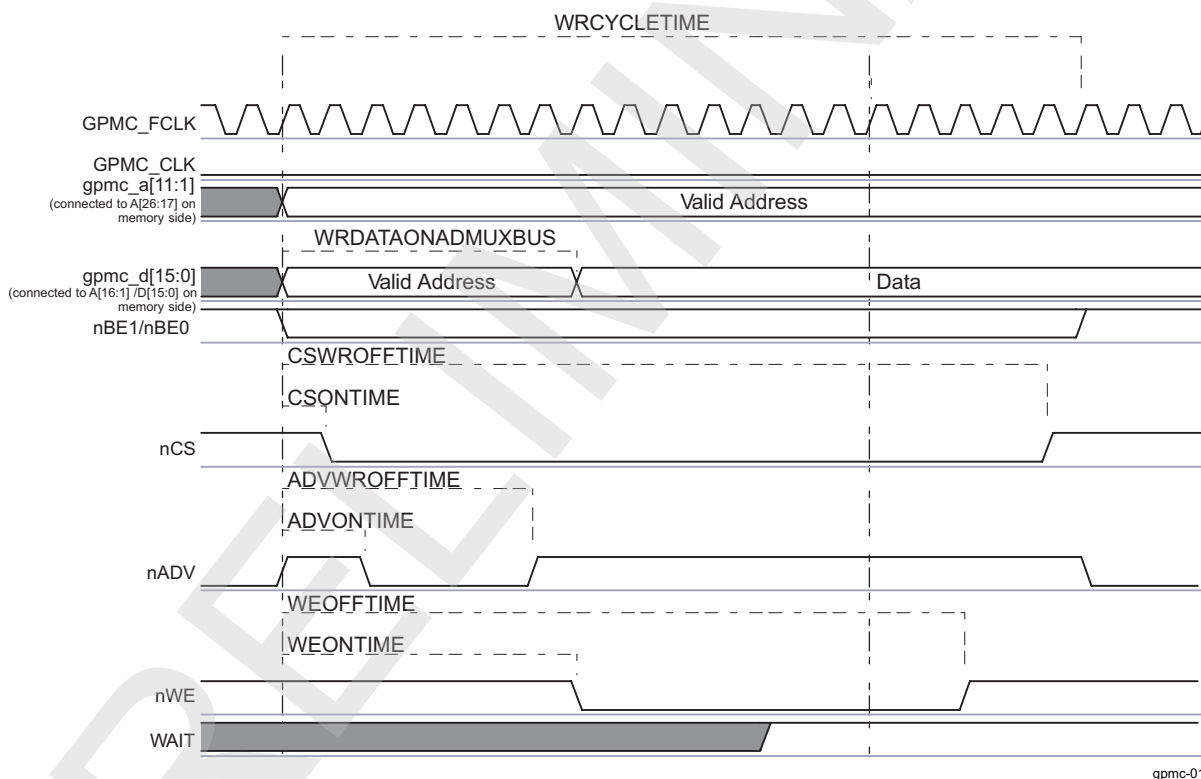 WRCYCLETIME
GPMC_FCLK
GPMC_CLK
gpmc_a[11:1]
(connected to A[26:17] on
memory side)
Valid Address
WRDATAONADMUXBUS
gpmc_d[15:0]
(connected to A[16:1] /D[15:0] on
memory side)
Valid Address
Data
nBE1/nBE0
CSWROFFTIME
CSONTIME
nCS
ADVWROFFTIME
ADVONTIME
nADV
WEOFFTIME
WEONTIME
nWE
WAIT